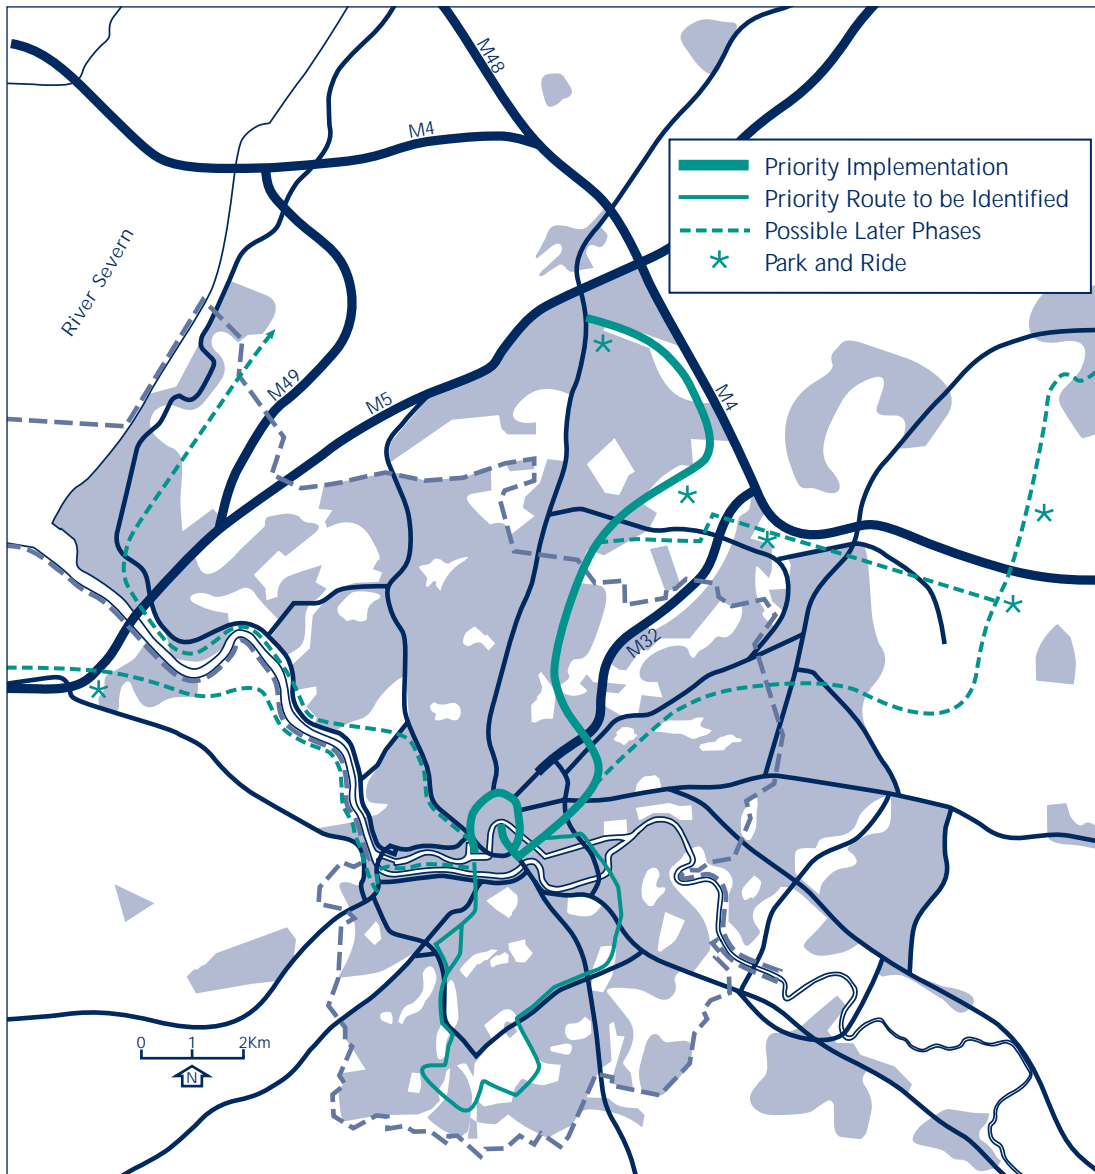 M48
M4
Priority Implementation
Priority Route to be Identified
Possible Later Phases
Park and Ride
River Severn
M49
M5
M4
M32
0 1 2Km
N